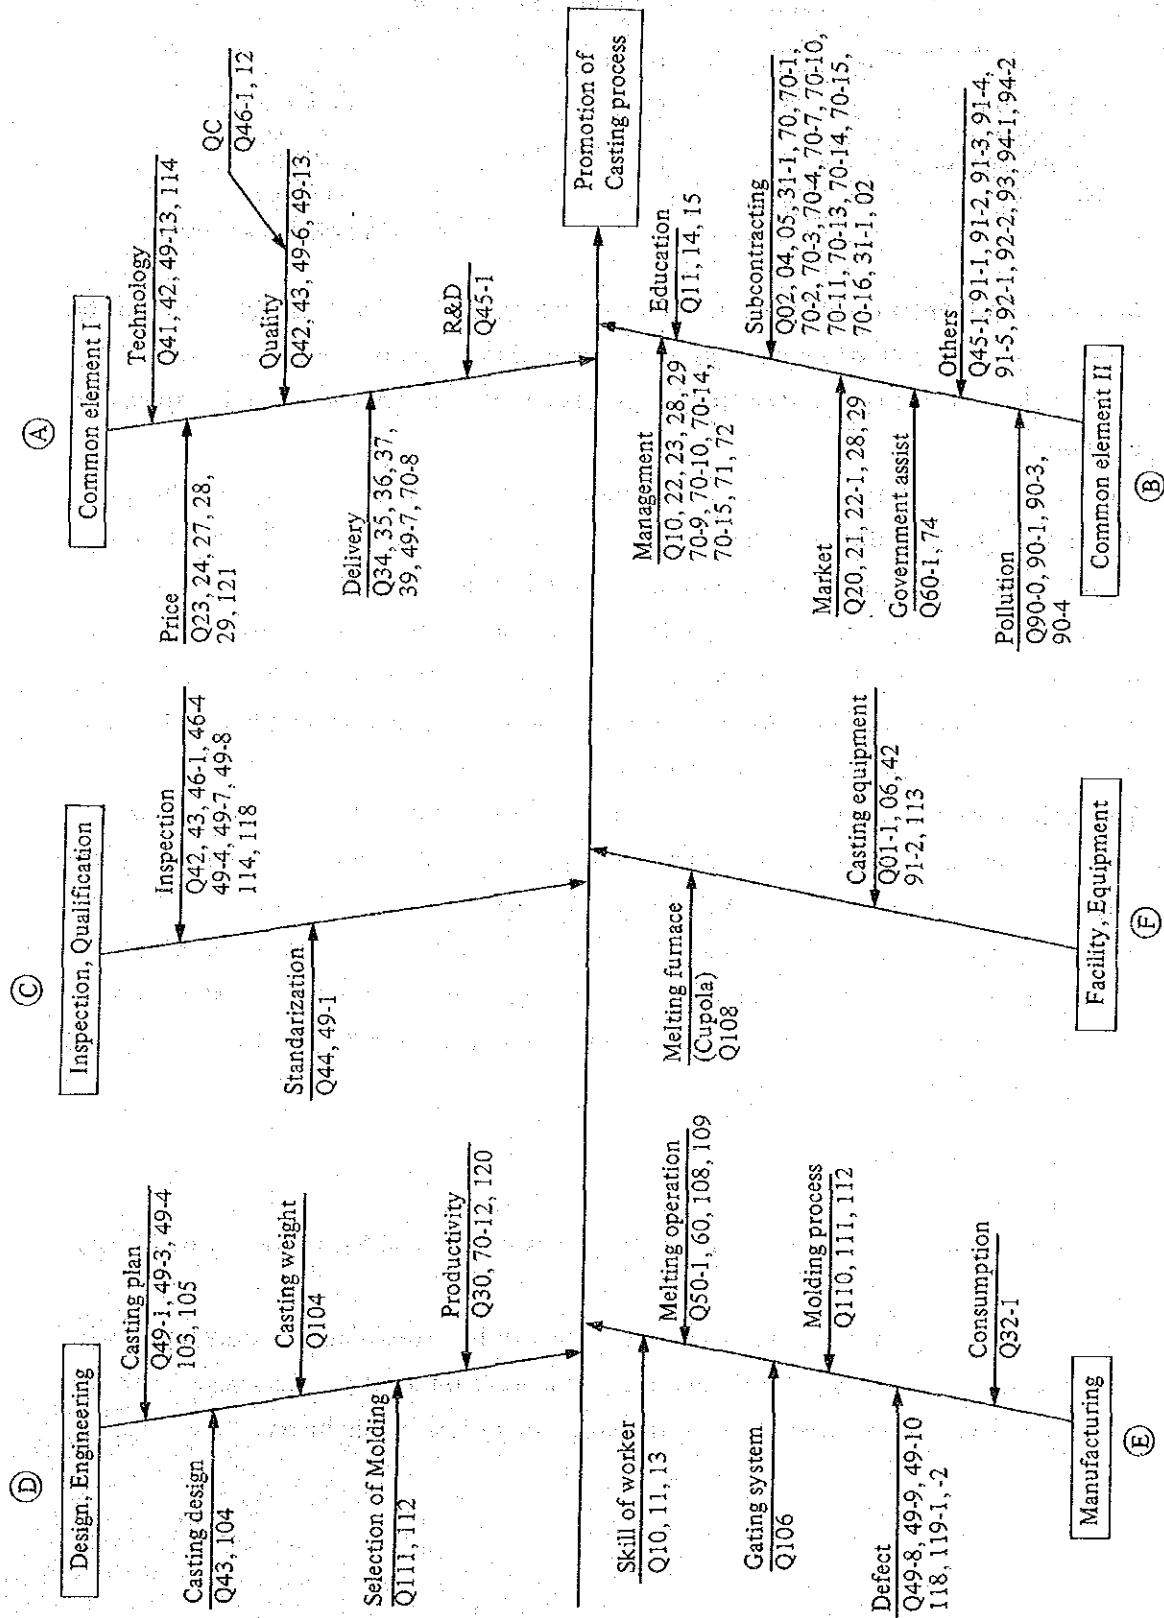 D
Design, Engineering
Casting plan
Q49-1, 49-3, 49-4
103, 105
Casting design
Q43, 104
Casting weight
Q104
Selection of Molding
Q111, 112
Productivity
Q30, 70-12, 120
C
Inspection, Qualification
Inspection
Q42, 43, 46-1, 46-4
49-4, 49-7, 49-8
114, 118
Standarization
Q44, 49-1
A
Common element I
Technology
Q41, 42, 49-13, 114
Price
Q23, 24, 27, 28,
29, 121
QC
Q46-1, 12
Quality
Q42, 43, 49-6, 49-13
Delivery
Q34, 35, 36, 37,
39, 49-7, 70-8
R&D
Q45-1
Promotion of
Casting process
Skill of worker
Q10, 11, 13
Melting operation
Q50-1, 60, 108, 109
Gating system
Q106
Molding process
Q110, 111, 112
Defect
Q49-8, 49-9, 49-10
118, 119-1, -2
Consumption
Q32-1
Manufacturing
E
Melting furnace
(Cupola)
Q108
Casting equipment
Q01-1, 06, 42
91-2, 113
Facility, Equipment
F
Management
Q10, 22, 23, 28, 29
70-9, 70-10, 70-14,
70-15, 71, 72
Education
Q11, 14, 15
Subcontracting
Q02, 04, 05, 31-1, 70, 70-1,
70-2, 70-3, 70-4, 70-7, 70-10,
70-11, 70-13, 70-14, 70-15,
70-16, 31-1, 02
Market
Q20, 21, 22-1, 28, 29
Government assist
Q60-1, 74
Others
Q45-1, 91-1, 91-2, 91-3, 91-4,
91-5, 92-1, 92-2, 93, 94-1, 94-2
Pollution
Q90-0, 90-1, 90-3,
90-4
Common element II
B